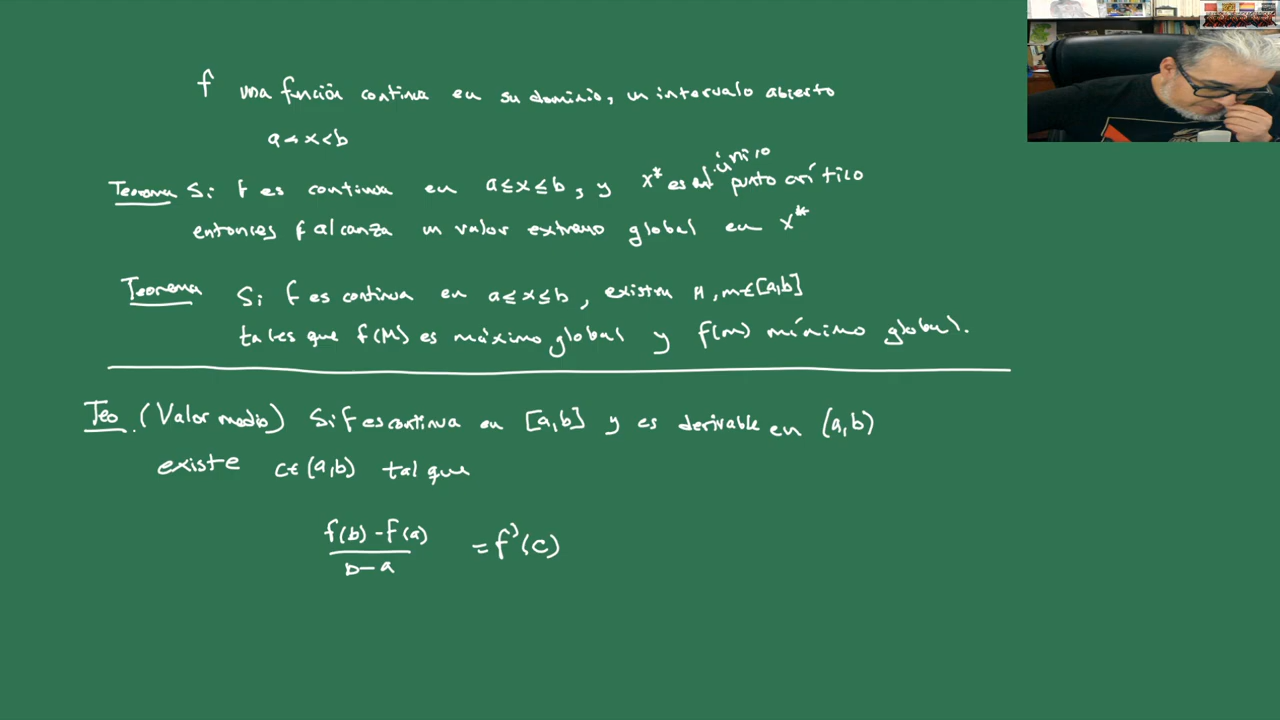 f una función continua en su dominio, un intervalo abierto
a<x<b
Teorema Si f es continua en a≤x≤b, y x* es el único punto crítico
entonces f alcanza un valor extremo global en x*
Teorema Si f es continua en a≤x≤b, existen M, m∈[a,b]
tales que f(M) es máximo global y f(m) mínimo global.
Teo. (Valor medio) Si f es continua en [a,b] y es derivable en (a,b)
existe c∈(a,b) tal que
f(b)-f(a)
b-a
=f'(c)